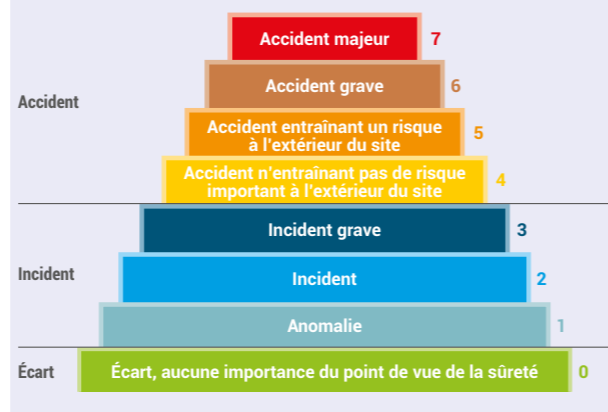 Accident majeur 7
Accident grave 6
Accident
Accident entraînant un risque
à l'extérieur du site 5
Accident n'entraînant pas de risque
important à l'extérieur du site 4
Incident grave 3
Incident
Incident 2
Anomalie 1
Écart
Écart, aucune importance du point de vue de la sûreté 0